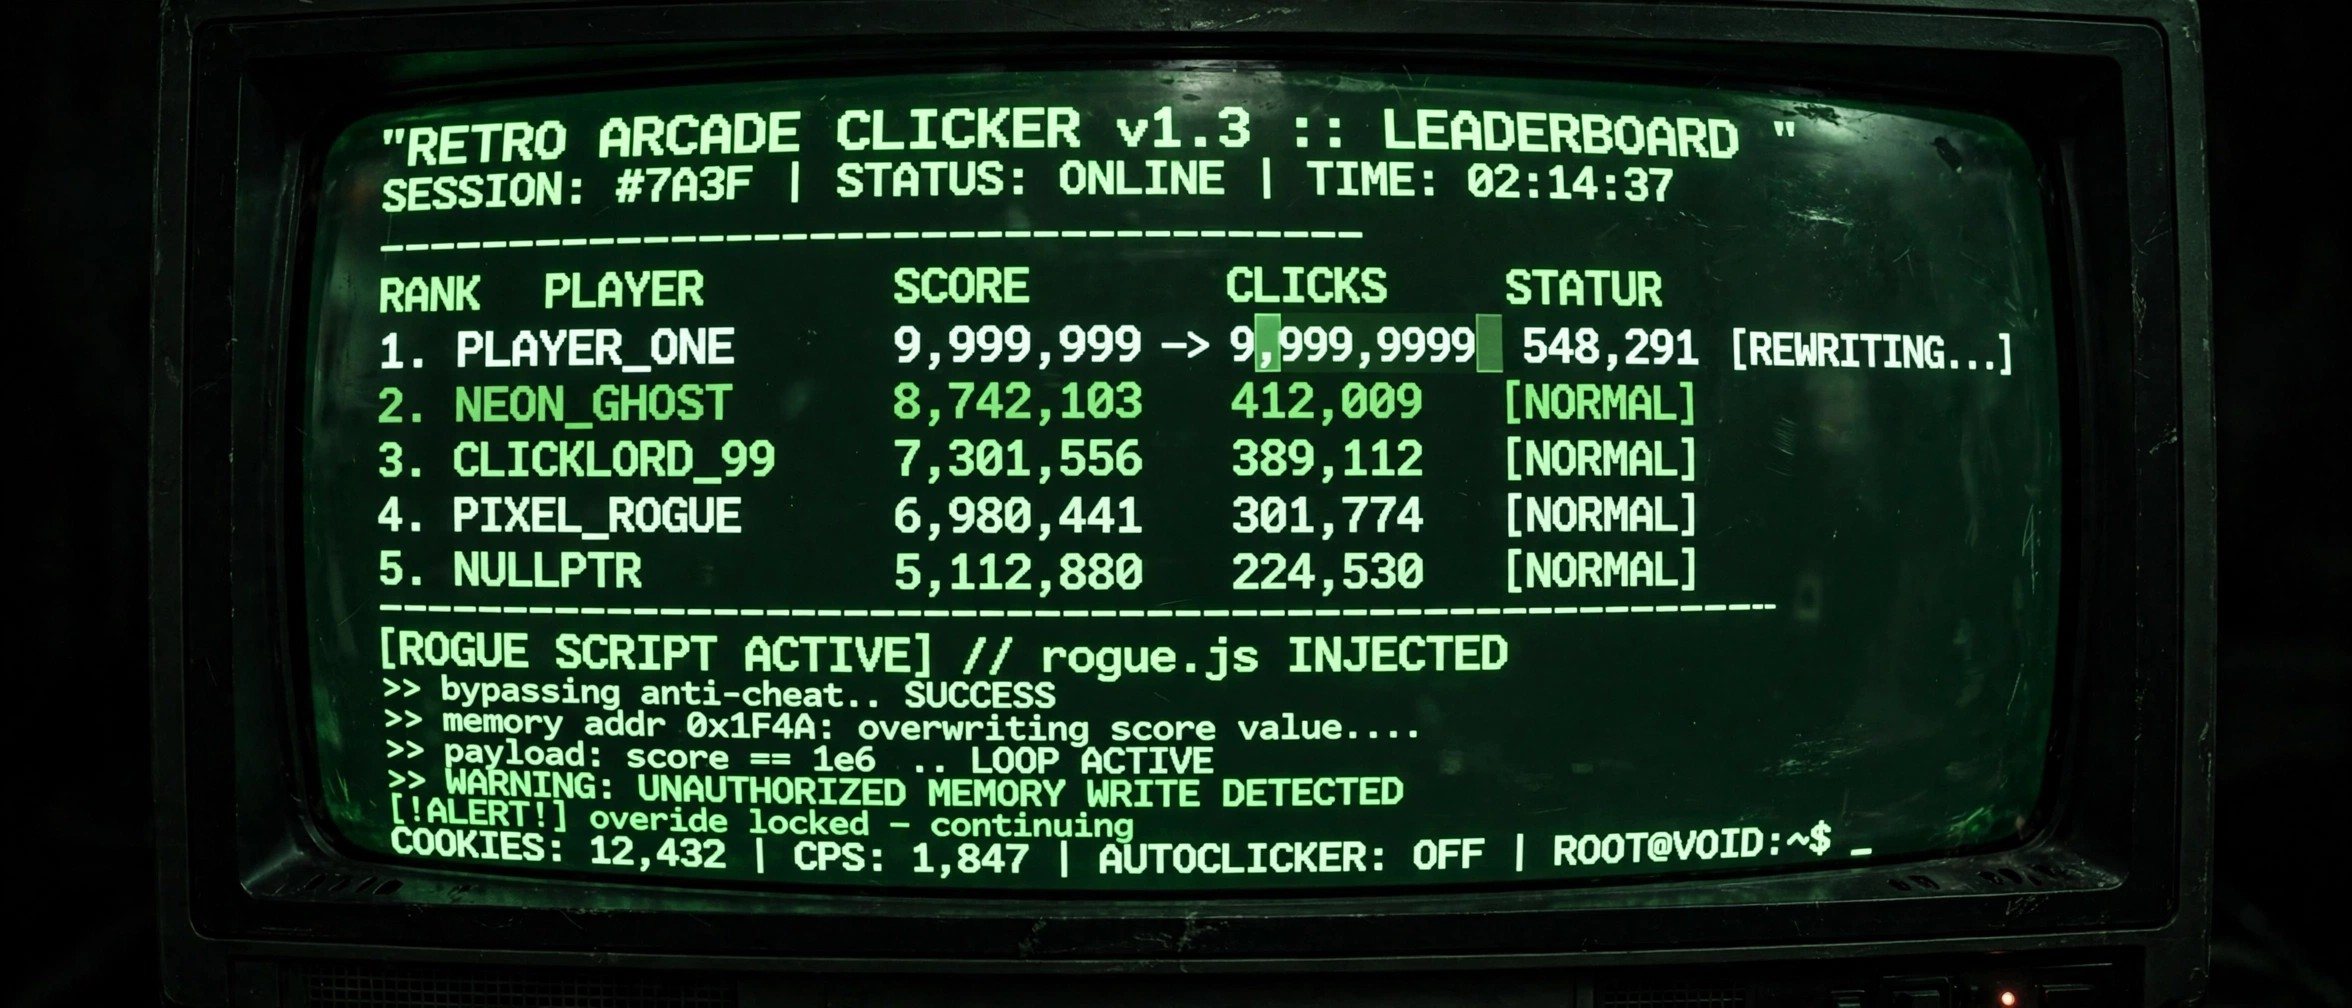 "RETRO ARCADE CLICKER v1.3 :: LEADERBOARD "
SESSION: #7A3F | STATUS: ONLINE | TIME: 02:14:37
----------------------------------------
RANK PLAYER SCORE CLICKS STATUR
1. PLAYER_ONE 9,999,999 —> 9,999,9999 548,291 [REWRITING...]
2. NEON_GHOST 8,742,103 412,009 [NORMAL]
3. CLICKLORD_99 7,301,556 389,112 [NORMAL]
4. PIXEL_ROGUE 6,980,441 301,774 [NORMAL]
5. NULLPTR 5,112,880 224,530 [NORMAL]
---------------------------------------------------------
[ROGUE SCRIPT ACTIVE] // rogue.js INJECTED
>> bypassing anti-cheat.. SUCCESS
>> memory addr 0x1F4A: overwriting score value....
>> payload: score == 1e6 .. LOOP ACTIVE
>> WARNING: UNAUTHORIZED MEMORY WRITE DETECTED
[!ALERT!] overide locked — continuing
COOKIES: 12,432 | CPS: 1,847 | AUTOCLICKER: OFF | ROOT@VOID:~$ _